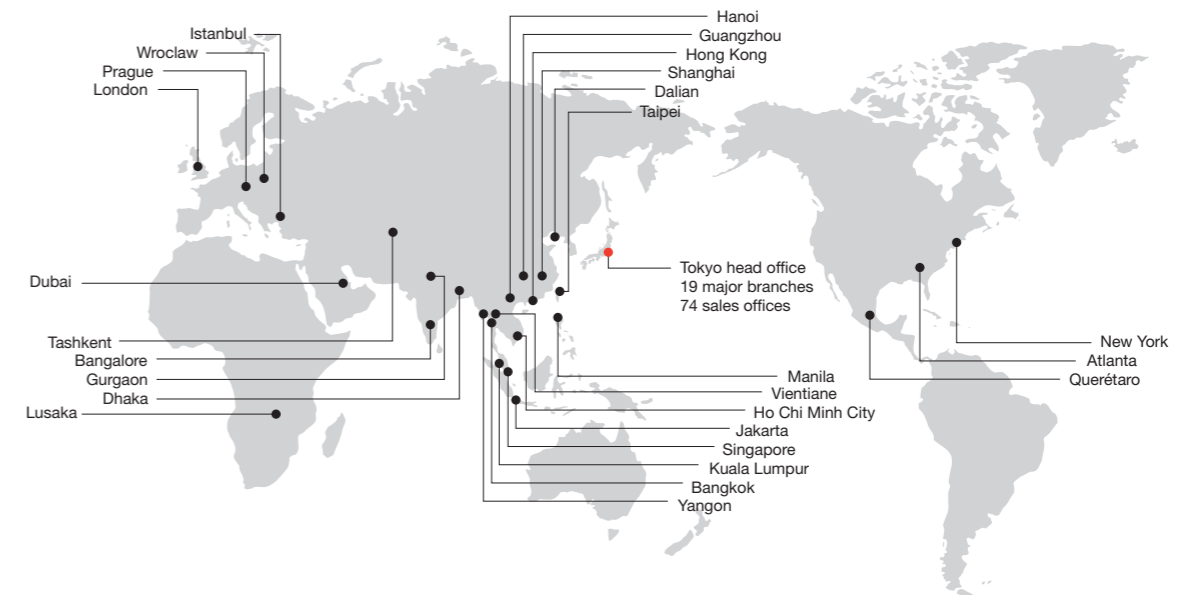 Hanoi
Guangzhou
Hong Kong
Shanghai
Dalian
Taipei
Istanbul
Wroclaw
Prague
London
Dubai
Tashkent
Bangalore
Gurgaon
Dhaka
Lusaka
Tokyo head office
19 major branches
74 sales offices
Manila
Vientiane
Ho Chi Minh City
Jakarta
Singapore
Kuala Lumpur
Bangkok
Yangon
New York
Atlanta
Querétaro